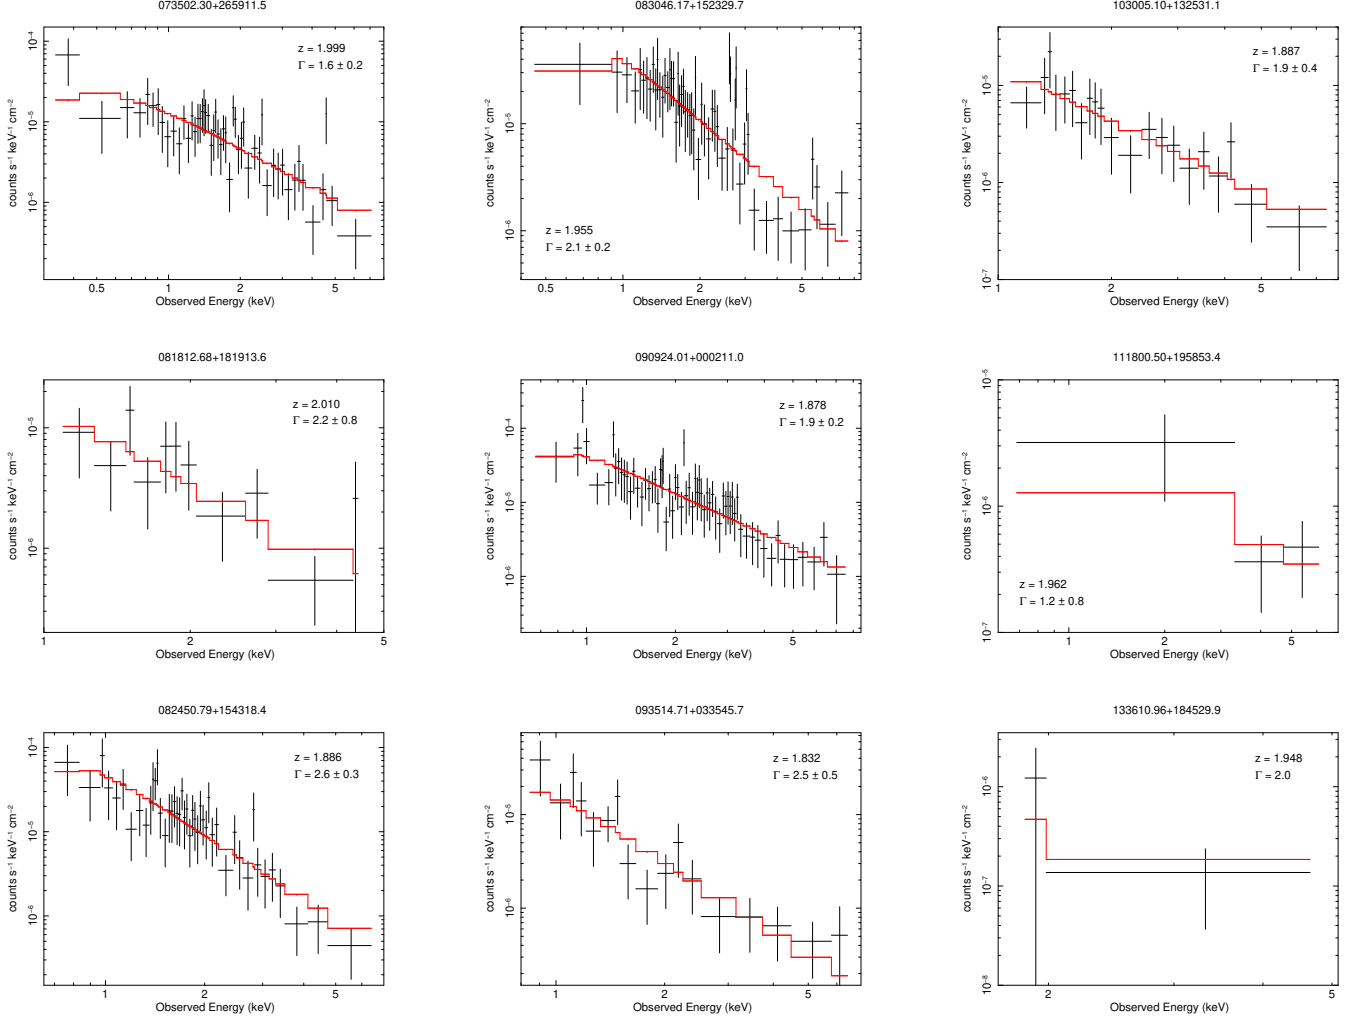 073502.30+265911.5
z = 1.999
Γ = 1.6 ± 0.2
counts s⁻¹ keV⁻¹ cm⁻²
10⁻⁴
10⁻⁵
10⁻⁶
0.5 1 2 5
Observed Energy (keV)
083046.17+152329.7
z = 1.955
Γ = 2.1 ± 0.2
counts s⁻¹ keV⁻¹ cm⁻²
10⁻⁵
10⁻⁶
0.5 1 2 5
Observed Energy (keV)
103005.10+132531.1
z = 1.887
Γ = 1.9 ± 0.4
counts s⁻¹ keV⁻¹ cm⁻²
10⁻⁵
10⁻⁶
10⁻⁷
1 2 5
Observed Energy (keV)
081812.68+181913.6
z = 2.010
Γ = 2.2 ± 0.8
counts s⁻¹ keV⁻¹ cm⁻²
10⁻⁵
10⁻⁶
1 2 5
Observed Energy (keV)
090924.01+000211.0
z = 1.878
Γ = 1.9 ± 0.2
counts s⁻¹ keV⁻¹ cm⁻²
10⁻⁴
10⁻⁵
10⁻⁶
1 2 5
Observed Energy (keV)
111800.50+195853.4
z = 1.962
Γ = 1.2 ± 0.8
counts s⁻¹ keV⁻¹ cm⁻²
10⁻⁵
10⁻⁶
10⁻⁷
1 2 5
Observed Energy (keV)
082450.79+154318.4
z = 1.886
Γ = 2.6 ± 0.3
counts s⁻¹ keV⁻¹ cm⁻²
10⁻⁴
10⁻⁵
10⁻⁶
1 2 5
Observed Energy (keV)
093514.71+033545.7
z = 1.832
Γ = 2.5 ± 0.5
counts s⁻¹ keV⁻¹ cm⁻²
10⁻⁵
10⁻⁶
1 2 5
Observed Energy (keV)
133610.96+184529.9
z = 1.948
Γ = 2.0
counts s⁻¹ keV⁻¹ cm⁻²
10⁻⁶
10⁻⁷
10⁻⁸
2 5
Observed Energy (keV)